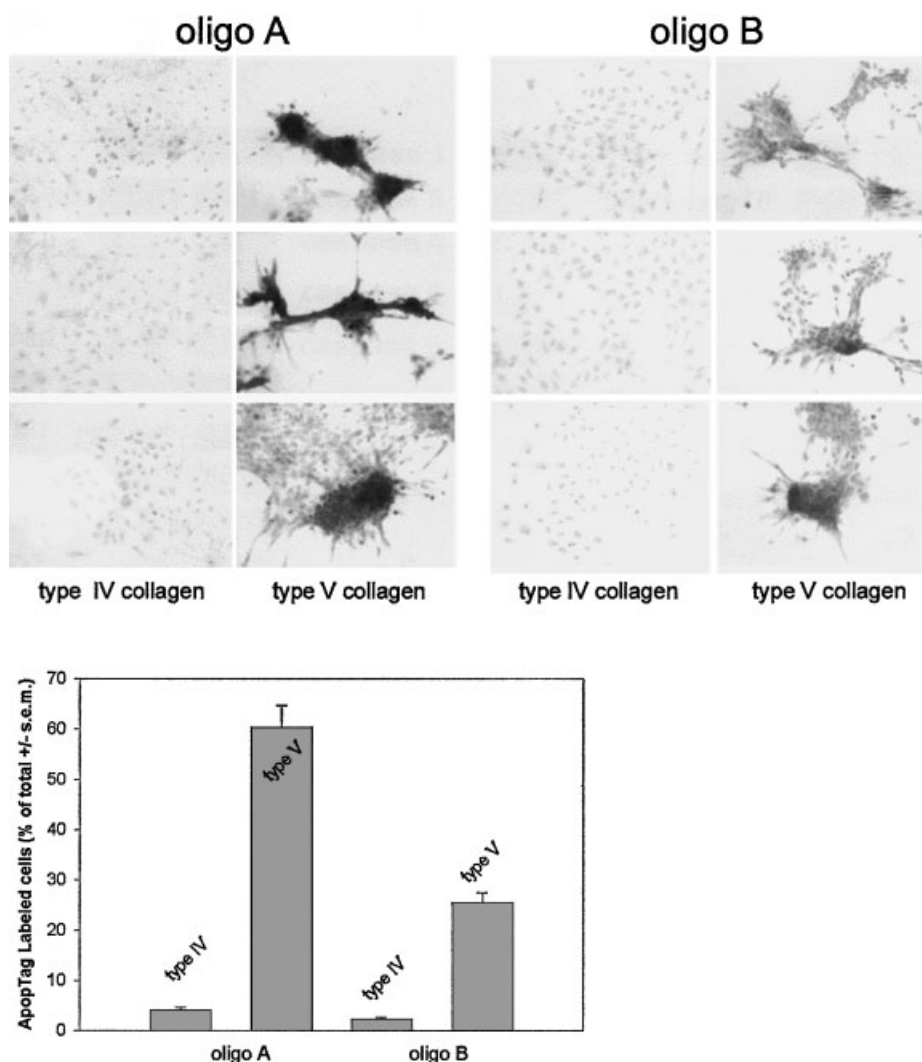 oligo A oligo B
type IV collagen type V collagen type IV collagen type V collagen
70
60
50
40
30
20
10
0
ApopTag Labeled cells (% of total +/- s.e.m.)
type IV
type V
type IV
type V
oligo A oligo B